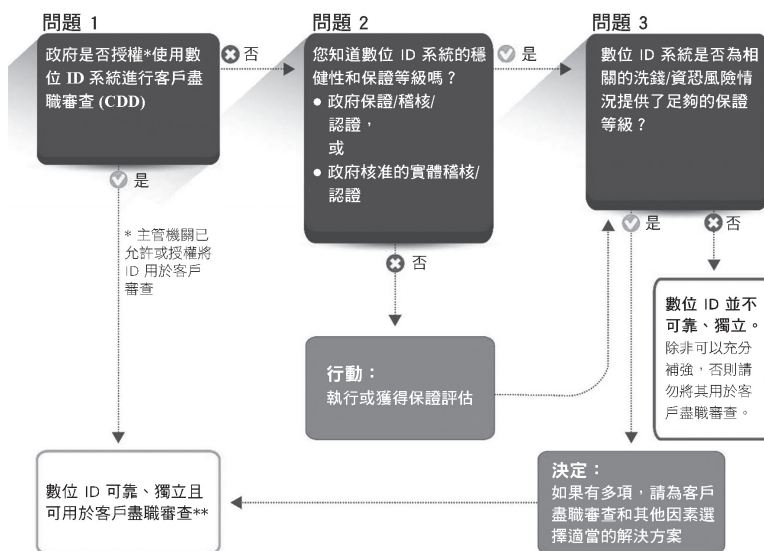 問題 1
政府是否授權*使用數
位 ID 系統進行客戶盡
職審查 (CDD)
否
是
* 主管機關已
允許或授權將
ID 用於客戶
審查
問題 2
您知道數位 ID 系統的穩
健性和保證等級嗎？
● 政府保證/稽核/
認證，
或
● 政府核准的實體稽核/
認證
是
否
行動：
執行或獲得保證評估
問題 3
數位 ID 系統是否為相
關的洗錢/資恐風險情
況提供了足夠的保證
等級？
是
否
數位 ID 並不
可靠、獨立。
除非可以充分
補強，否則請
勿將其用於客
戶盡職審查。
決定：
如果有多項，請為客戶
盡職審查和其他因素選
擇適當的解決方案
數位 ID 可靠、獨立且
可用於客戶盡職審查**